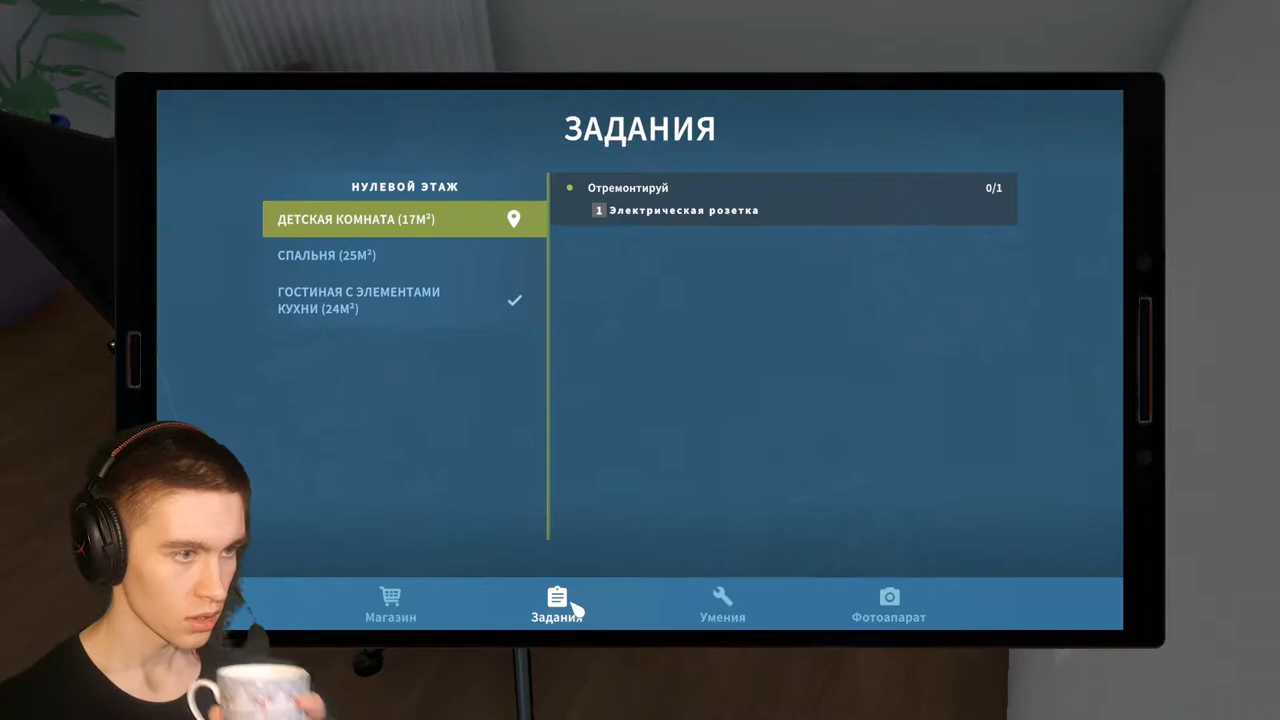 ЗАДАНИЯ
НУЛЕВОЙ ЭТАЖ
ДЕТСКАЯ КОМНАТА (17М²)
СПАЛЬНЯ (25М²)
ГОСТИНАЯ С ЭЛЕМЕНТАМИ
КУХНИ (24М²)
Отремонтируй 0/1
1 Электрическая розетка
Магазин Задания Умения Фотоапарат